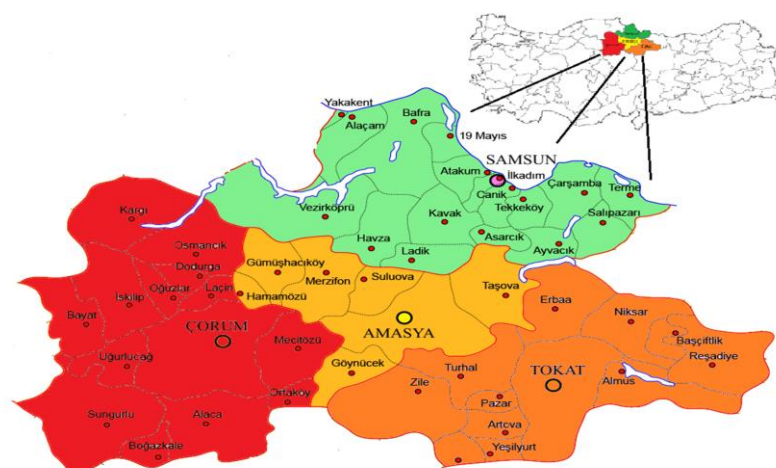 Yakakent
Alaçam
Bafra
19 Mayıs
SAMSUN
Atakum
İlkadım
Canik
Çarşamba
Terme
Tekkeköy
Salıpazarı
Kargı
Vezirköprü
Kavak
Asarcık
Ayvacık
Havza
Ladik
Osmancık
Dodurga
Gümüşhacıköy
Merzifon
Suluova
Oğuzlar
Laçin
Hamamözü
Taşova
İskilip
Erbaa
Niksar
Bayat
ÇORUM
AMASYA
Başçiftlik
Reşadiye
Mecitözü
Uğurlucağ
Göynücek
Turhal
Zile
TOKAT
Almus
Pazar
Ortaköy
Sungurlu
Alaca
Artova
Yeşilyurt
Boğazkale